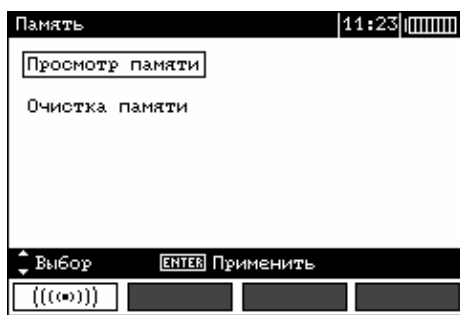 Память 11:23
Просмотр памяти
Очистка памяти
Выбор ENTER Применить